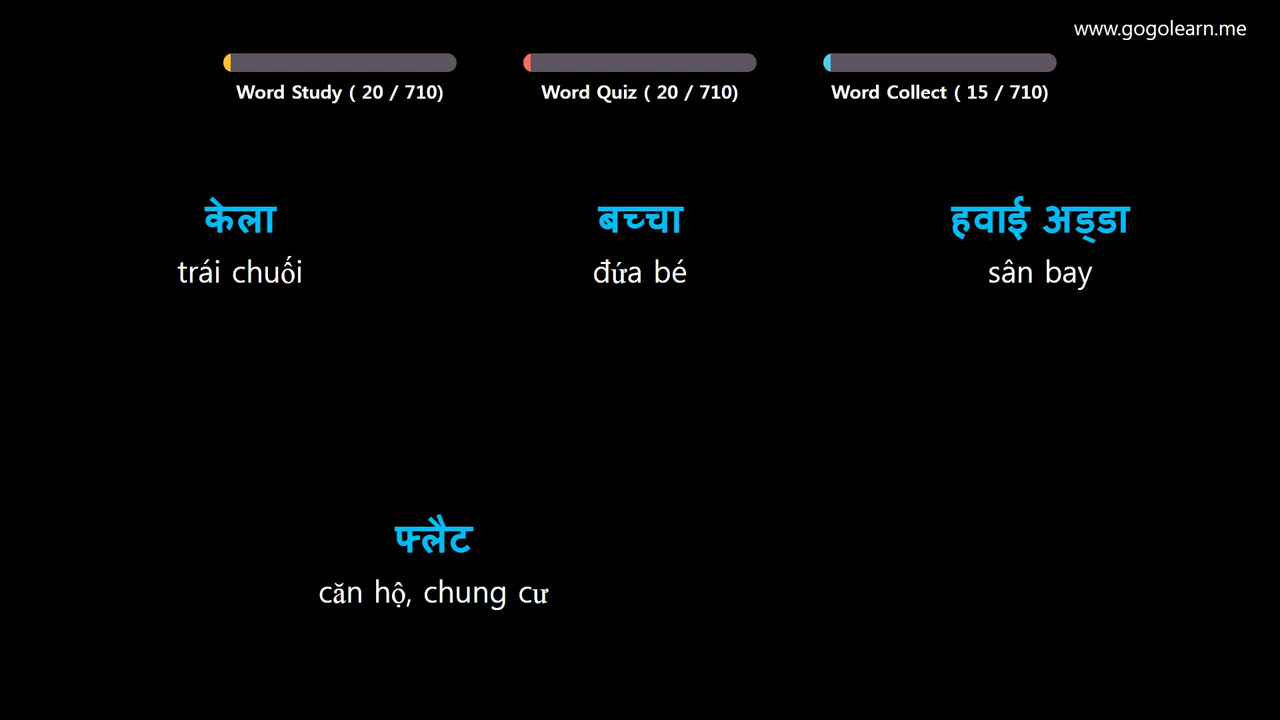 www.gogolearn.me
Word Study ( 20 / 710)
Word Quiz ( 20 / 710)
Word Collect ( 15 / 710)
केला
trái chuối
बच्चा
đứa bé
हवाई अड्डा
sân bay
फ्लैट
căn hộ, chung cư